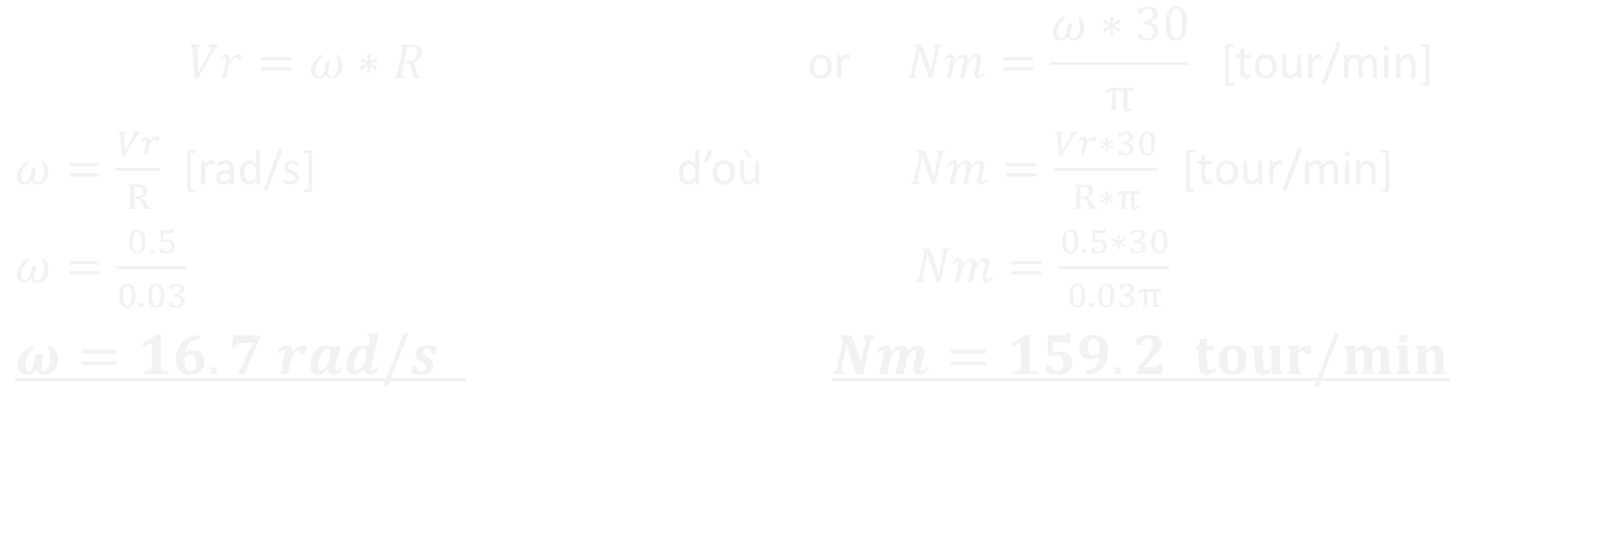 Vr = ω * R or Nm = ω * 30 / π [tour/min]
ω = Vr / R [rad/s] d’où Nm = Vr*30 / R*π [tour/min]
ω = 0.5 / 0.03 Nm = 0.5*30 / 0.03π
ω = 16.7 rad/s Nm = 159.2 tour/min